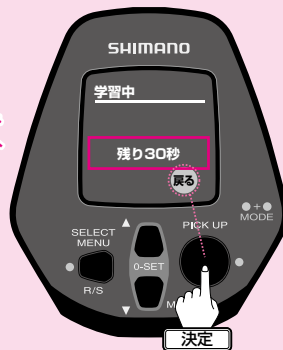 SHIMANO
学習中
残り30秒
戻る
●+●
MODE
SELECT
MENU
PICK UP
0-SET
R/S
M
決定